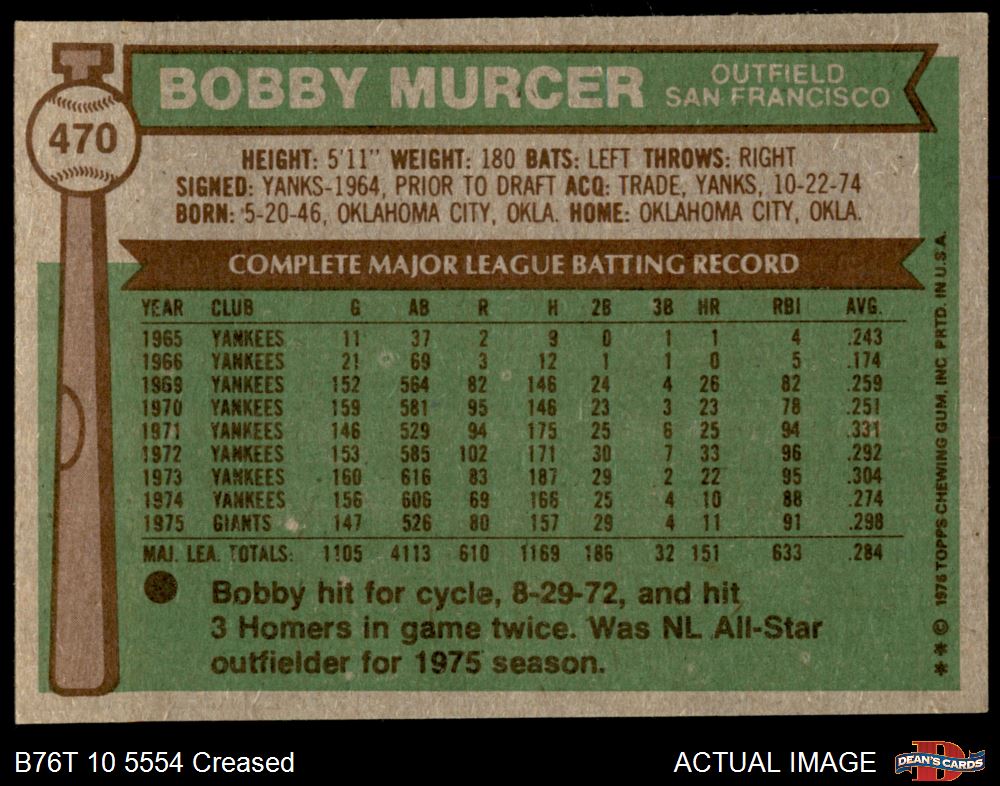 BOBBY MURCER
OUTFIELD
SAN FRANCISCO
470
HEIGHT: 5'11" WEIGHT: 180 BATS: LEFT THROWS: RIGHT
SIGNED: YANKS-1964, PRIOR TO DRAFT ACQ: TRADE, YANKS, 10-22-74
BORN: 5-20-46, OKLAHOMA CITY, OKLA. HOME: OKLAHOMA CITY, OKLA.
COMPLETE MAJOR LEAGUE BATTING RECORD
YEAR CLUB G AB R H 2B 3B HR RBI AVG.
1965 YANKEES 11 37 2 9 0 1 1 4 .243
1966 YANKEES 21 69 3 12 1 1 0 5 .174
1969 YANKEES 152 564 82 146 24 4 26 82 .259
1970 YANKEES 159 581 95 146 23 3 23 78 .251
1971 YANKEES 146 529 94 175 25 6 25 94 .331
1972 YANKEES 153 585 102 171 30 7 33 96 .292
1973 YANKEES 160 616 83 187 29 2 22 95 .304
1974 YANKEES 156 606 69 166 25 4 10 88 .274
1975 GIANTS 147 526 80 157 29 4 11 91 .298
MAJ. LEA. TOTALS: 1105 4113 610 1169 186 32 151 633 .284
Bobby hit for cycle, 8-29-72, and hit
3 Homers in game twice. Was NL All-Star
outfielder for 1975 season.
* * © 1976 TOPPS CHEWING GUM, INC. PRTD. IN U.S.A.
B76T 10 5554 Creased
ACTUAL IMAGE
D
DEAN'S CARDS